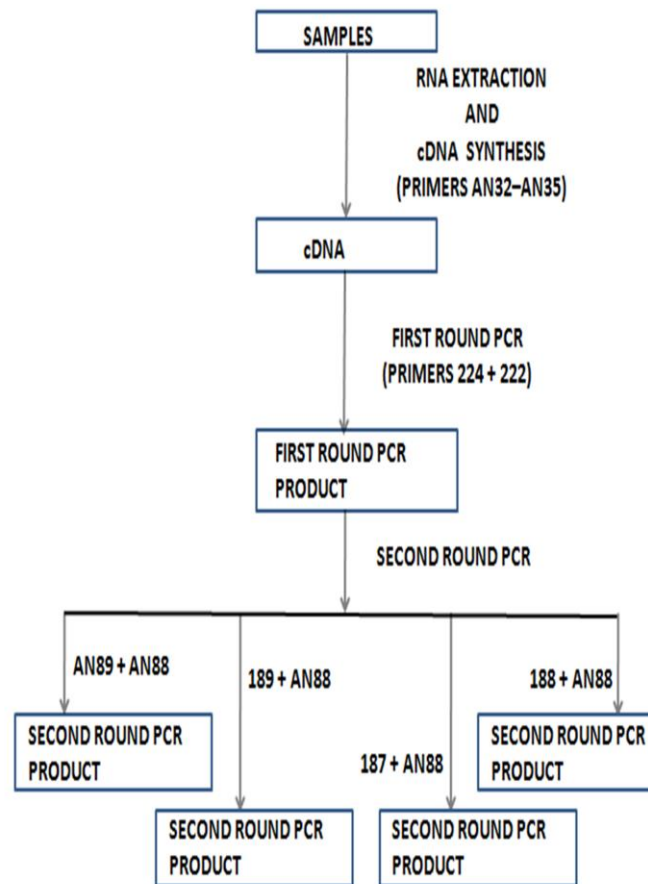 SAMPLES
RNA EXTRACTION
AND
cDNA SYNTHESIS
(PRIMERS AN32–AN35)
cDNA
FIRST ROUND PCR
(PRIMERS 224 + 222)
FIRST ROUND PCR
PRODUCT
SECOND ROUND PCR
AN89 + AN88
189 + AN88
187 + AN88
188 + AN88
SECOND ROUND PCR
PRODUCT
SECOND ROUND PCR
PRODUCT
SECOND ROUND PCR
PRODUCT
SECOND ROUND PCR
PRODUCT